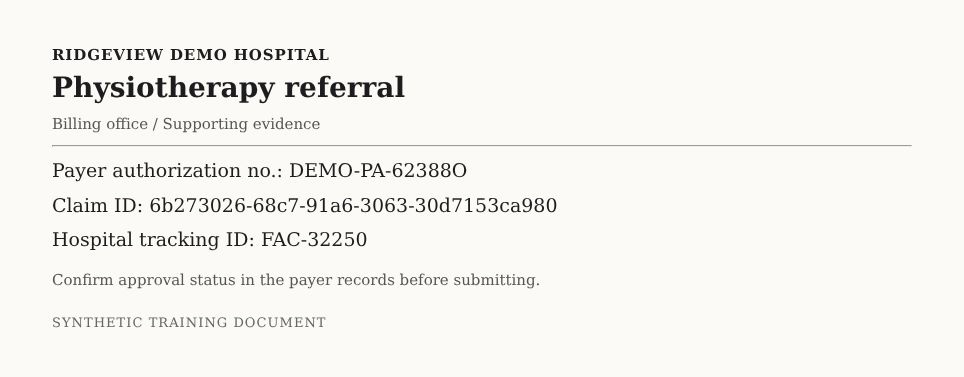 RIDGEVIEW DEMO HOSPITAL
Physiotherapy referral
Billing office / Supporting evidence
Payer authorization no.: DEMO-PA-62388O
Claim ID: 6b273026-68c7-91a6-3063-30d7153ca980
Hospital tracking ID: FAC-32250
Confirm approval status in the payer records before submitting.
SYNTHETIC TRAINING DOCUMENT